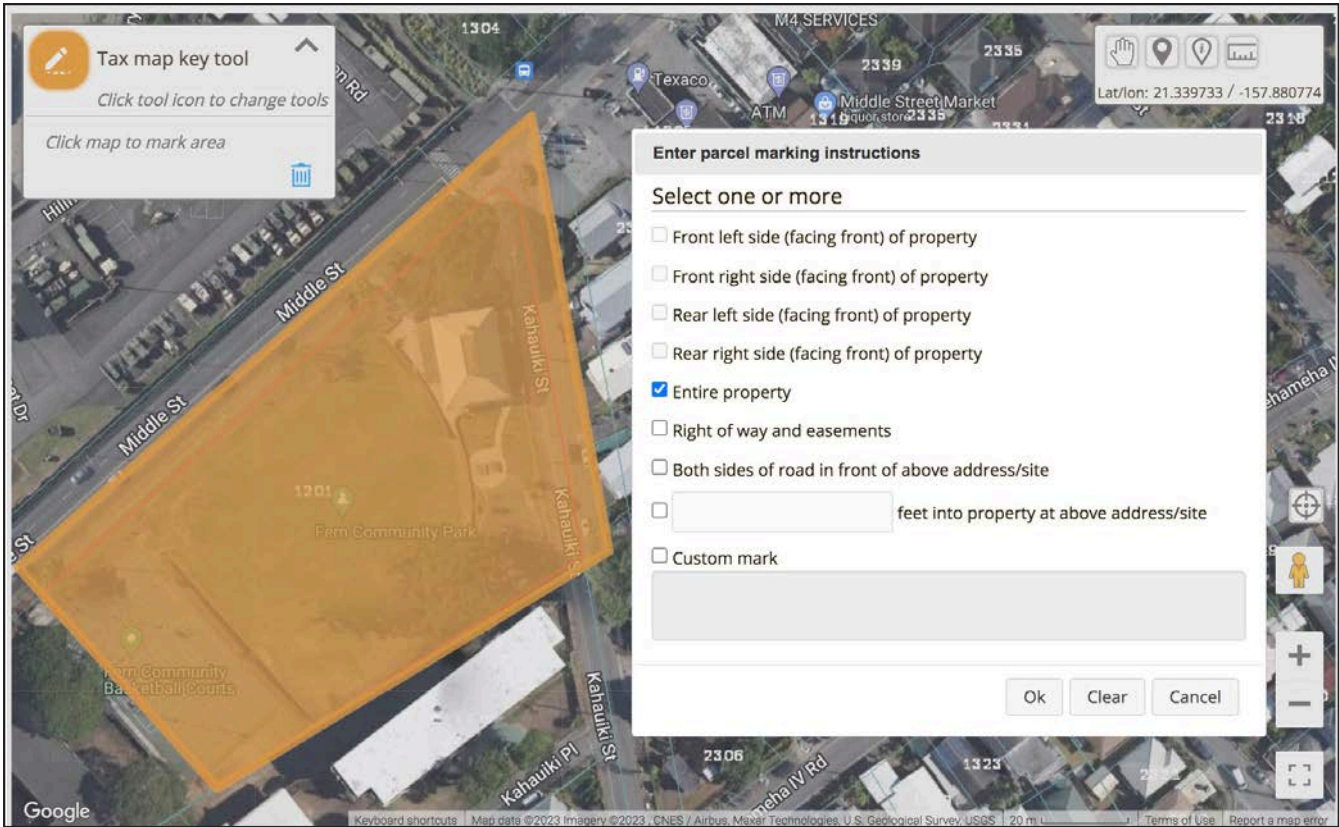 1304
M4 SERVICES
2335
2339
Tax map key tool
Click tool icon to change tools
Click map to mark area
Texaco
ATM
Middle Street Market
liquor store
2335
1319
2331
Lat/lon: 21.339733 / -157.880774
2318
Enter parcel marking instructions
Select one or more
Front left side (facing front) of property
Front right side (facing front) of property
Rear left side (facing front) of property
Rear right side (facing front) of property
Entire property
Right of way and easements
Both sides of road in front of above address/site
feet into property at above address/site
Custom mark
Ok
Clear
Cancel
Middle St
Middle St
Kahauiki St
Kahauiki St
1201
Fern Community Park
Fern Community
Basketball Courts
Kahauiki St
Kahauiki Pl
2306
1323
Google
Keyboard shortcuts
Map data ©2023 Imagery ©2023 , CNES / Airbus, Maxar Technologies, U.S. Geological Survey, USGS
20 m
Terms of Use
Report a map error